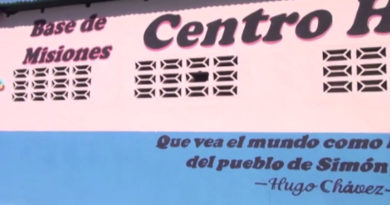 Base de
Misiones
Centro H
Que vea el mundo como
del pueblo de Simón
-Hugo Chávez-